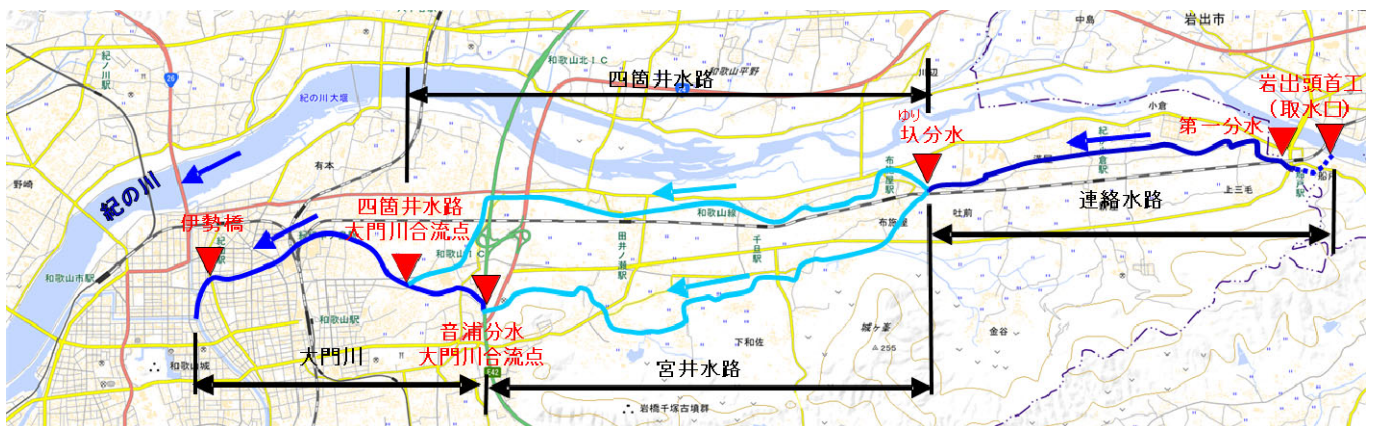 中島
岩出市
和歌山北IC
和歌山平野
四箇井水路
岩出頭首工
(取水口)
紀ノ川駅
26
紀の川大堰
小倉
ゆり
圦分水
第一分水
有本
野崎
紀の川
伊勢橋
四箇井水路
大門川合流点
和歌山線
布施屋
吐前
上三毛
連絡水路
田井ノ瀬駅
千旦駅
和歌山市駅
和歌山IC
和歌山駅
音浦分水
大門川合流点
下和佐
城ヶ峯
255
金谷
和歌山城
大門川
E42
宮井水路
岩橋千塚古墳群